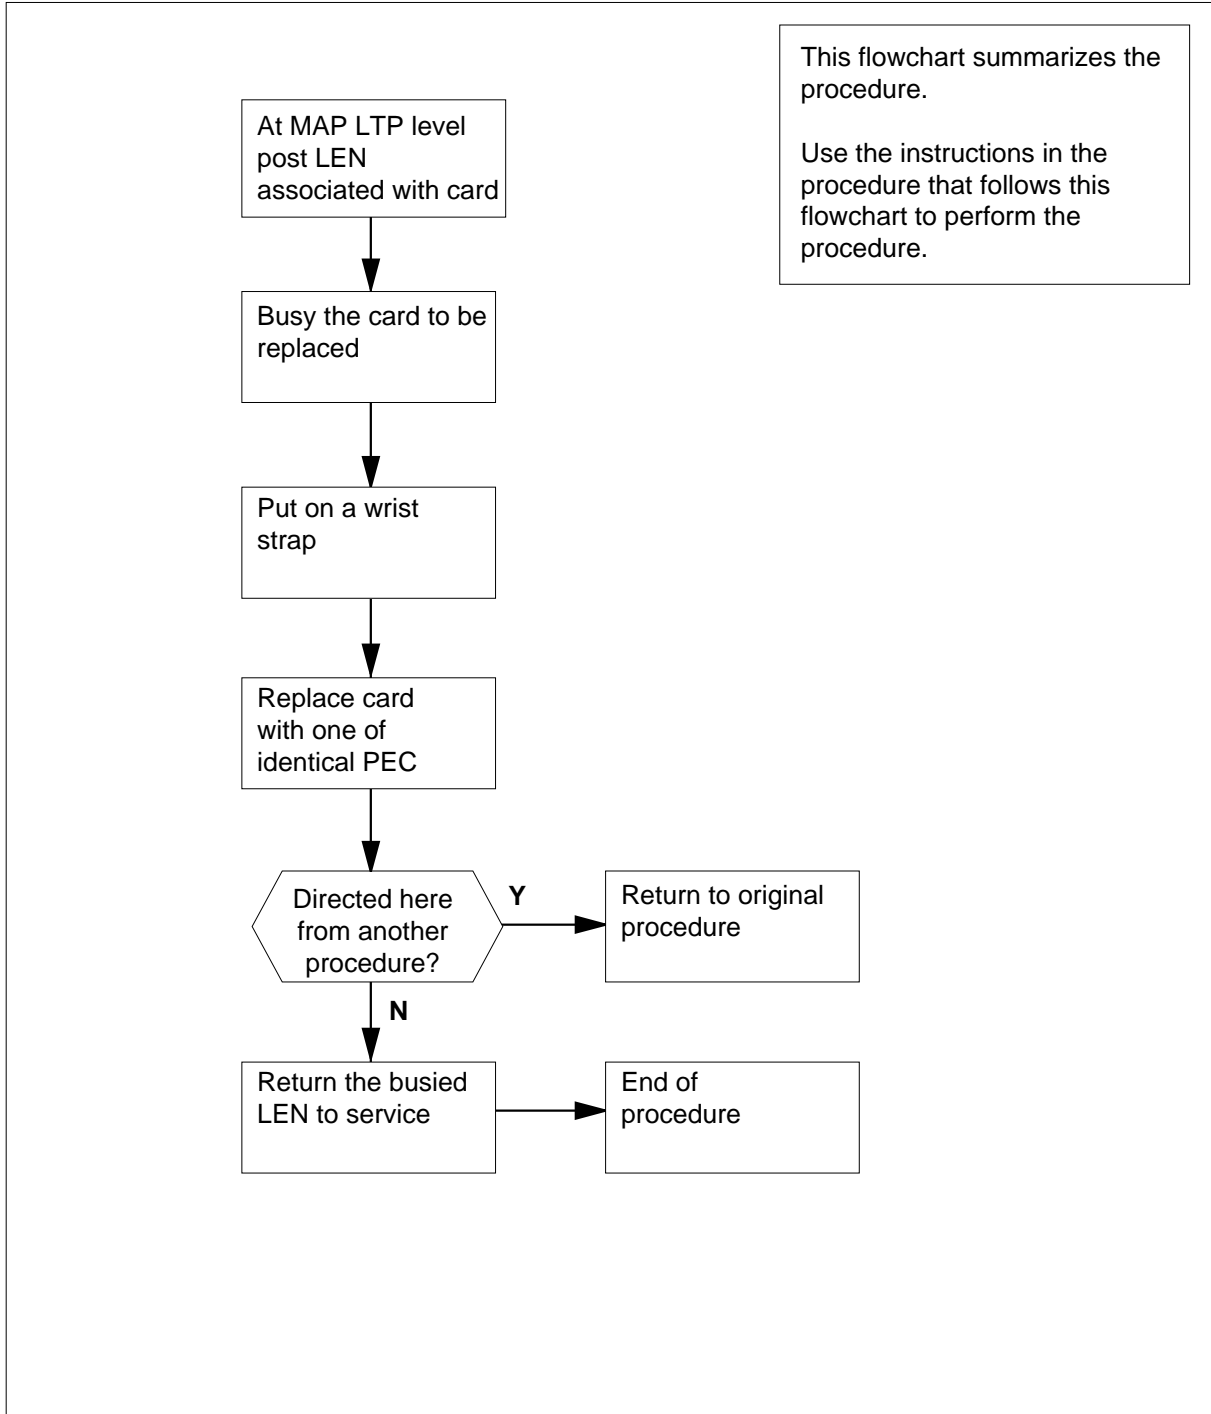 This flowchart summarizes the
procedure.
Use the instructions in the
procedure that follows this
flowchart to perform the
procedure.
At MAP LTP level
post LEN
associated with card
Busy the card to be
replaced
Put on a wrist
strap
Replace card
with one of
identical PEC
Directed here
from another
procedure?
Y
Return to original
procedure
N
Return the busied
LEN to service
End of
procedure